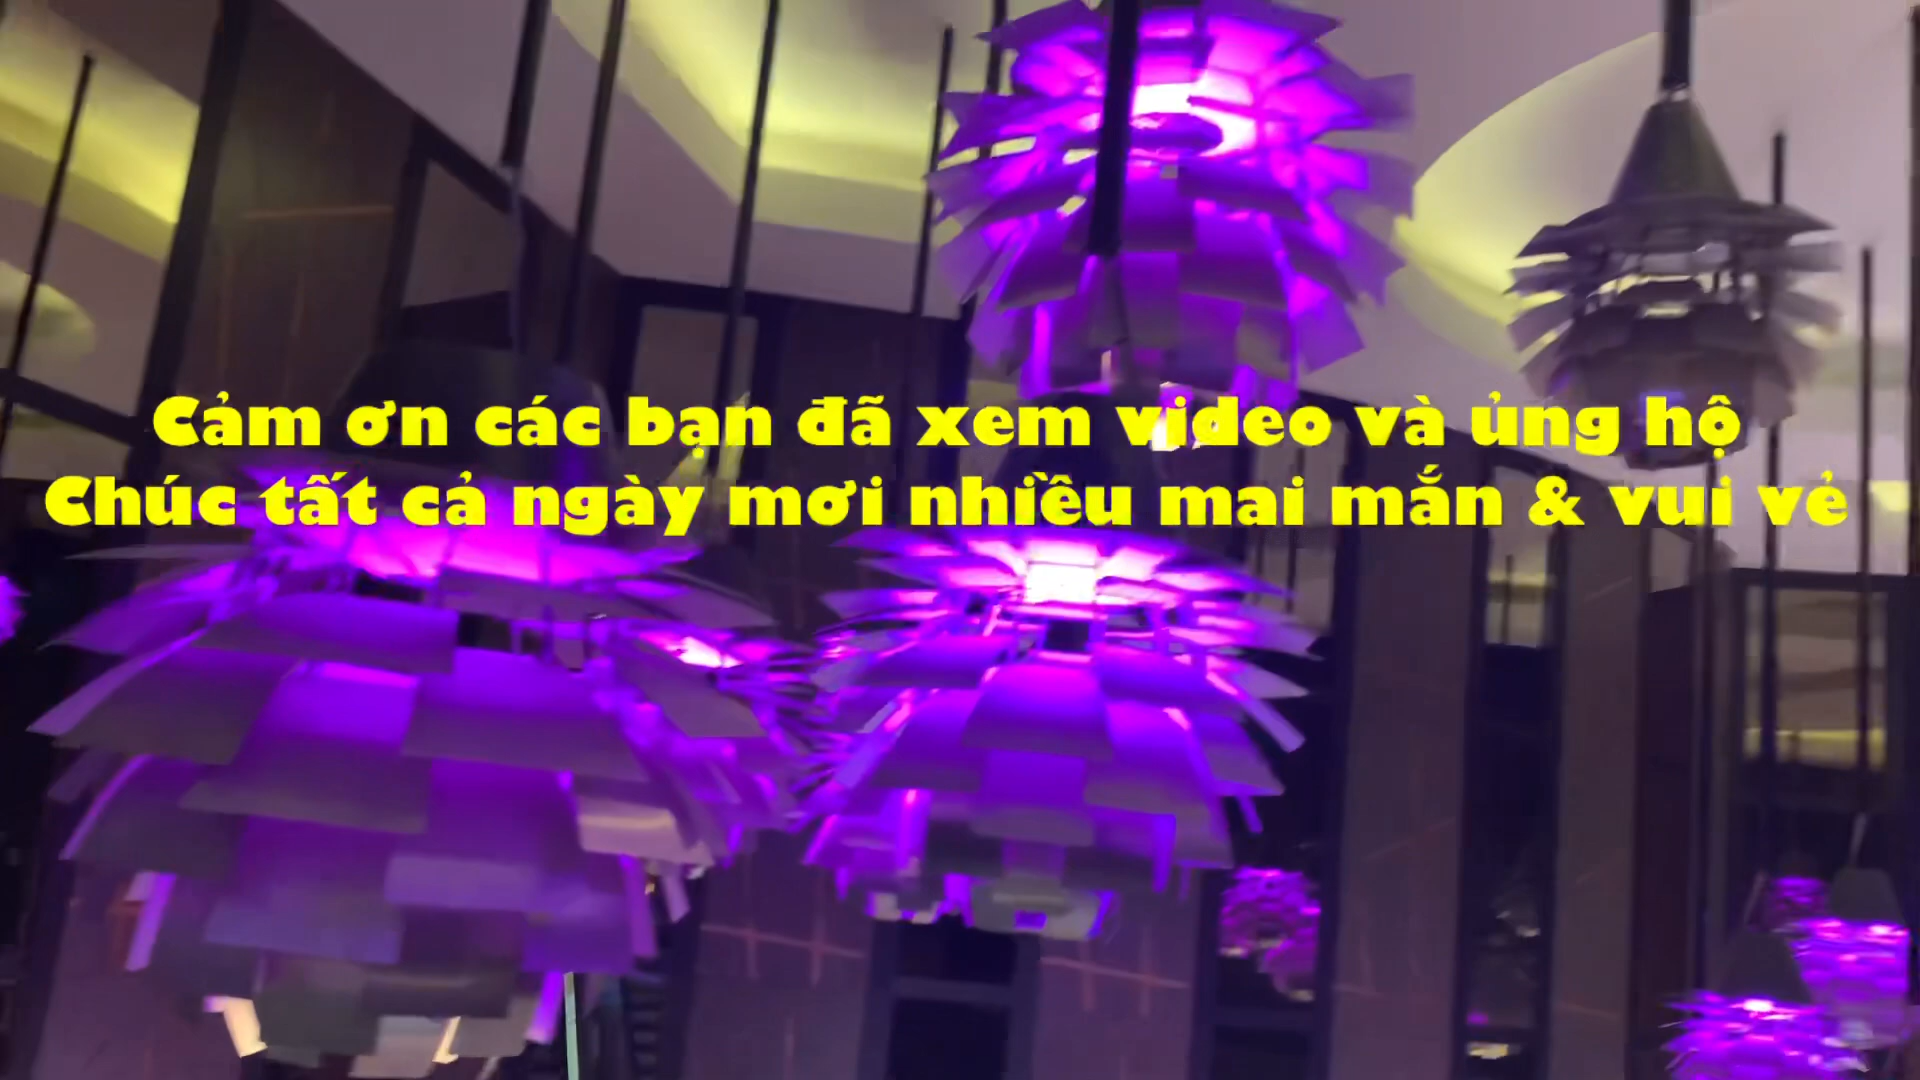 Cảm ơn các bạn đã xem video và ủng hộ
Chúc tất cả ngày mơi nhiều mai mắn & vui vẻ